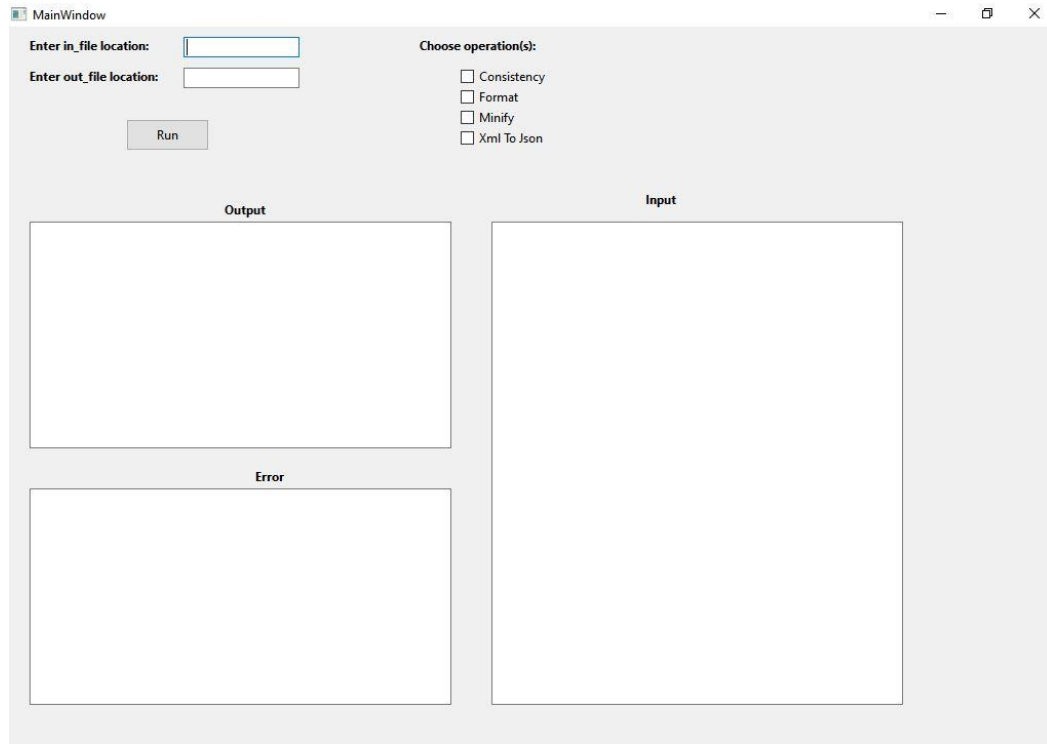 MainWindow
Enter in_file location:
Enter out_file location:
Run
Choose operation(s):
Consistency
Format
Minify
Xml To Json
Output
Input
Error